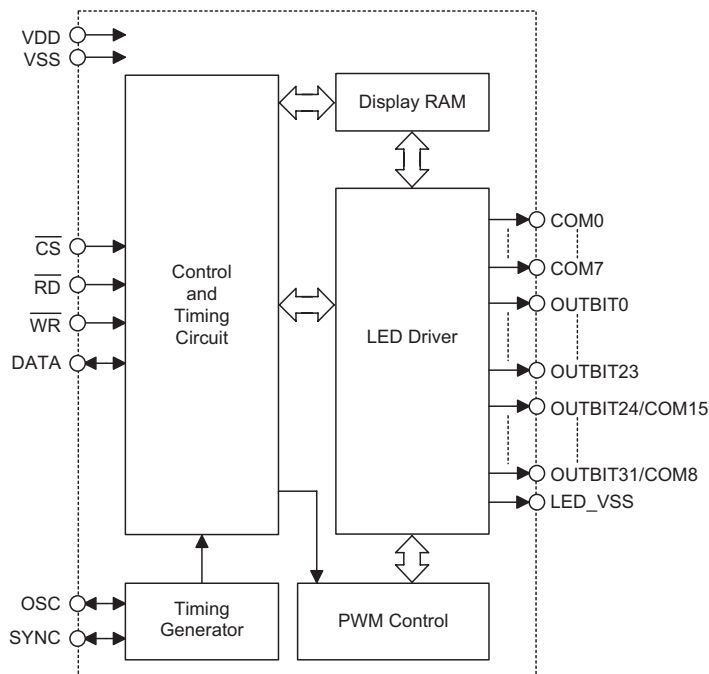 VDD
VSS
CS
RD
WR
DATA
OSC
SYNC
Control
and
Timing
Circuit
Timing
Generator
Display RAM
LED Driver
PWM Control
COM0
COM7
OUTBIT0
OUTBIT23
OUTBIT24/COM15
OUTBIT31/COM8
LED_VSS